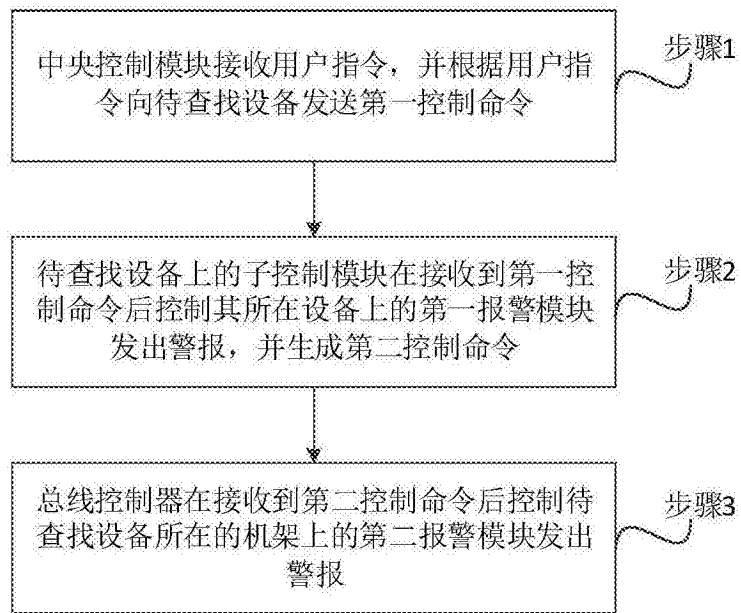 中央控制模块接收用户指令，并根据用户指
令向待查找设备发送第一控制命令
步骤1
待查找设备上的子控制模块在接收到第一控
制命令后控制其所在设备上的第一报警模块
发出警报，并生成第二控制命令
步骤2
总线控制器在接收到第二控制命令后控制待
查找设备所在的机架上的第二报警模块发出
警报
步骤3